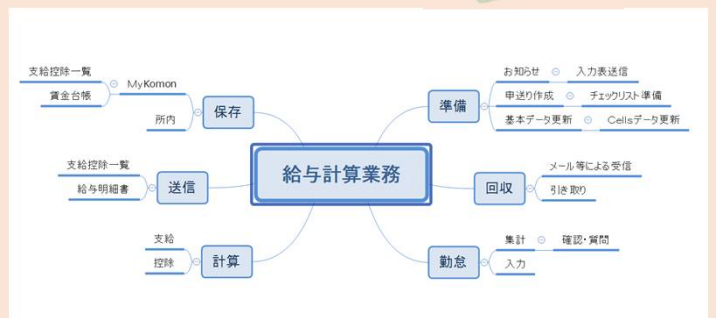 給与計算業務
準備
お知らせ
入力表送信
申送り作成
チェックリスト準備
基本データ更新
Cellsデータ更新
回収
メール等による受信
引き取り
勤怠
集計
確認・質問
入力
計算
支給
控除
送信
支給控除一覧
給与明細書
保存
MyKomon
支給控除一覧
賃金台帳
所内